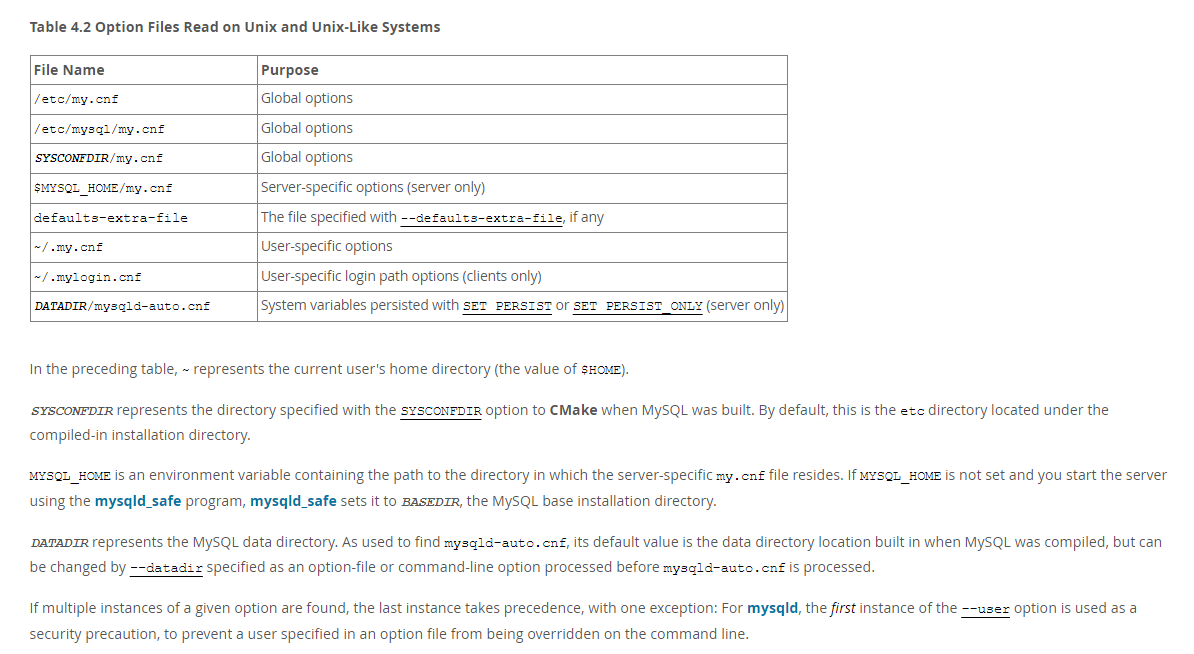 Table 4.2 Option Files Read on Unix and Unix-Like Systems
File Name Purpose
/etc/my.cnf Global options
/etc/mysql/my.cnf Global options
SYSCONFDIR/my.cnf Global options
$MYSQL_HOME/my.cnf Server-specific options (server only)
defaults-extra-file The file specified with --defaults-extra-file, if any
~/.my.cnf User-specific options
~/.mylogin.cnf User-specific login path options (clients only)
DATADIR/mysqld-auto.cnf System variables persisted with SET PERSIST or SET PERSIST_ONLY (server only)
In the preceding table, ~ represents the current user's home directory (the value of $HOME).
SYSCONFDIR represents the directory specified with the SYSCONFDIR option to CMake when MySQL was built. By default, this is the etc directory located under the
compiled-in installation directory.
MYSQL_HOME is an environment variable containing the path to the directory in which the server-specific my.cnf file resides. If MYSQL_HOME is not set and you start the server
using the mysqld_safe program, mysqld_safe sets it to BASEDIR, the MySQL base installation directory.
DATADIR represents the MySQL data directory. As used to find mysqld-auto.cnf, its default value is the data directory location built in when MySQL was compiled, but can
be changed by --datadir specified as an option-file or command-line option processed before mysqld-auto.cnf is processed.
If multiple instances of a given option are found, the last instance takes precedence, with one exception: For mysqld, the first instance of the --user option is used as a
security precaution, to prevent a user specified in an option file from being overridden on the command line.